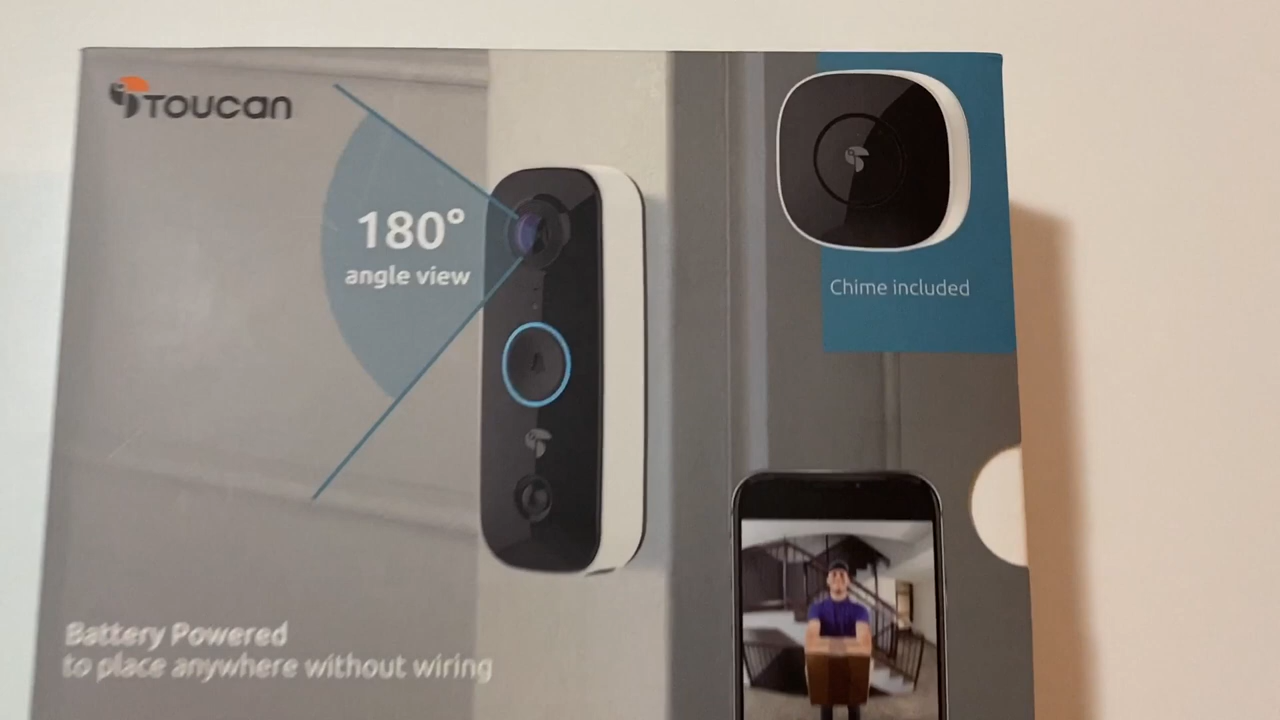 TOUCAN
180°
angle view
Chime included
Battery Powered
to place anywhere without wiring